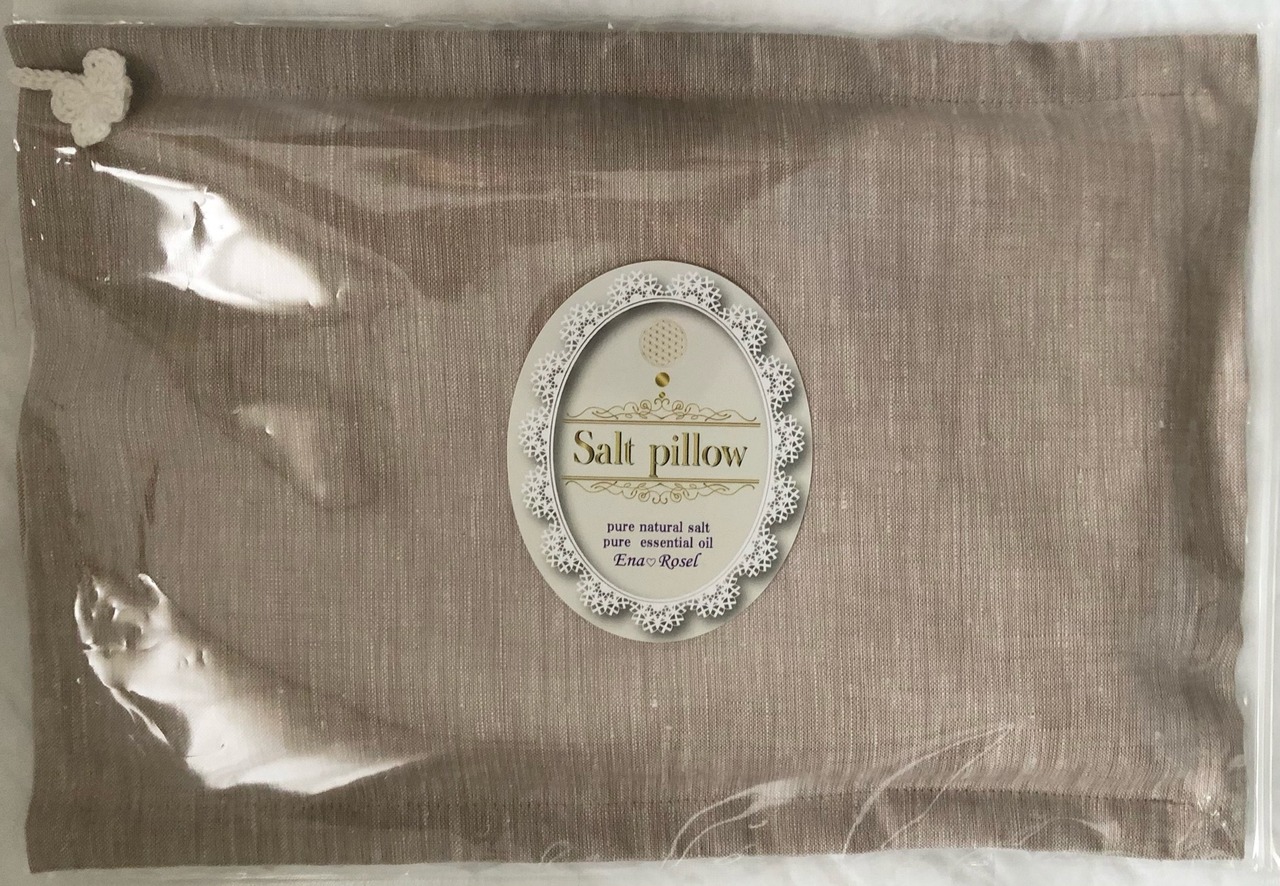 Salt pillow
pure natural salt
pure essential oil
Ena♡Rosel